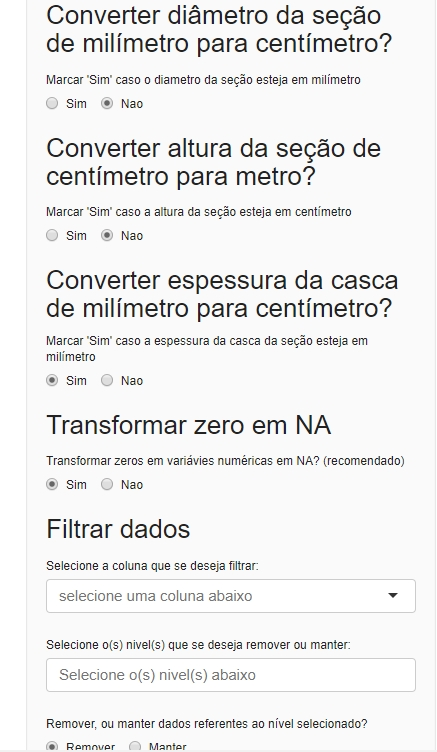 Converter diâmetro da seção
de milímetro para centímetro?
Marcar 'Sim' caso o diametro da seção esteja em milímetro
Sim Nao
Converter altura da seção de
centímetro para metro?
Marcar 'Sim' caso a altura da seção esteja em centímetro
Sim Nao
Converter espessura da casca
de milímetro para centímetro?
Marcar 'Sim' caso a espessura da casca da seção esteja em
milímetro
Sim Nao
Transformar zero em NA
Transformar zeros em variávies numéricas em NA? (recomendado)
Sim Nao
Filtrar dados
Selecione a coluna que se deseja filtrar:
selecione uma coluna abaixo
Selecione o(s) nivel(s) que se deseja remover ou manter:
Selecione o(s) nivel(s) abaixo
Remover, ou manter dados referentes ao nível selecionado?
Remover Manter